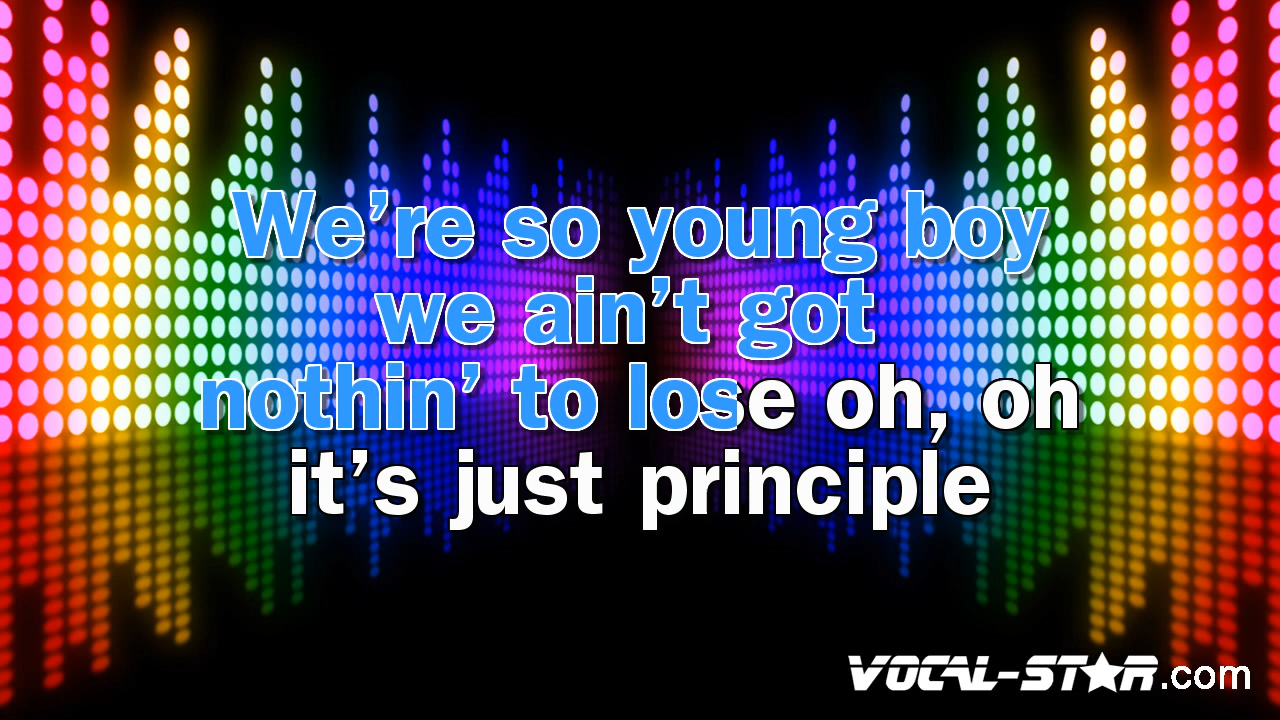 We’re so young boy
we ain’t got
nothin’ to lose oh, oh
it’s just principle
VOCAL-STAR.com